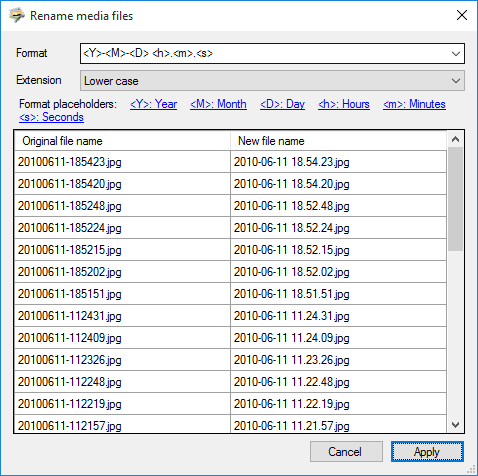 Rename media files
Format <Y>-<M>-<D> <h>.<m>.<s>
Extension Lower case
Format placeholders: <Y>: Year <M>: Month <D>: Day <h>: Hours <m>: Minutes
<s>: Seconds
Original file name New file name
20100611-185423.jpg 2010-06-11 18.54.23.jpg
20100611-185420.jpg 2010-06-11 18.54.20.jpg
20100611-185248.jpg 2010-06-11 18.52.48.jpg
20100611-185224.jpg 2010-06-11 18.52.24.jpg
20100611-185215.jpg 2010-06-11 18.52.15.jpg
20100611-185202.jpg 2010-06-11 18.52.02.jpg
20100611-185151.jpg 2010-06-11 18.51.51.jpg
20100611-112431.jpg 2010-06-11 11.24.31.jpg
20100611-112409.jpg 2010-06-11 11.24.09.jpg
20100611-112326.jpg 2010-06-11 11.23.26.jpg
20100611-112248.jpg 2010-06-11 11.22.48.jpg
20100611-112219.jpg 2010-06-11 11.22.19.jpg
20100611-112157.jpg 2010-06-11 11.21.57.jpg
Cancel Apply